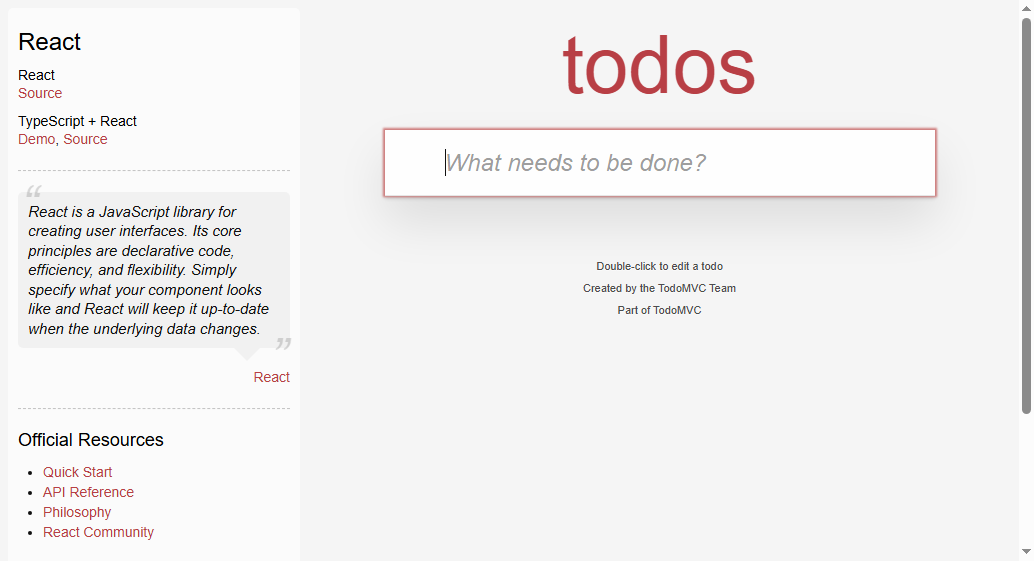 React
React
Source
TypeScript + React
Demo, Source
“
React is a JavaScript library for
creating user interfaces. Its core
principles are declarative code,
efficiency, and flexibility. Simply
specify what your component looks
like and React will keep it up-to-date
when the underlying data changes.
”
React
Official Resources
Quick Start
API Reference
Philosophy
React Community
todos
What needs to be done?
Double-click to edit a todo
Created by the TodoMVC Team
Part of TodoMVC